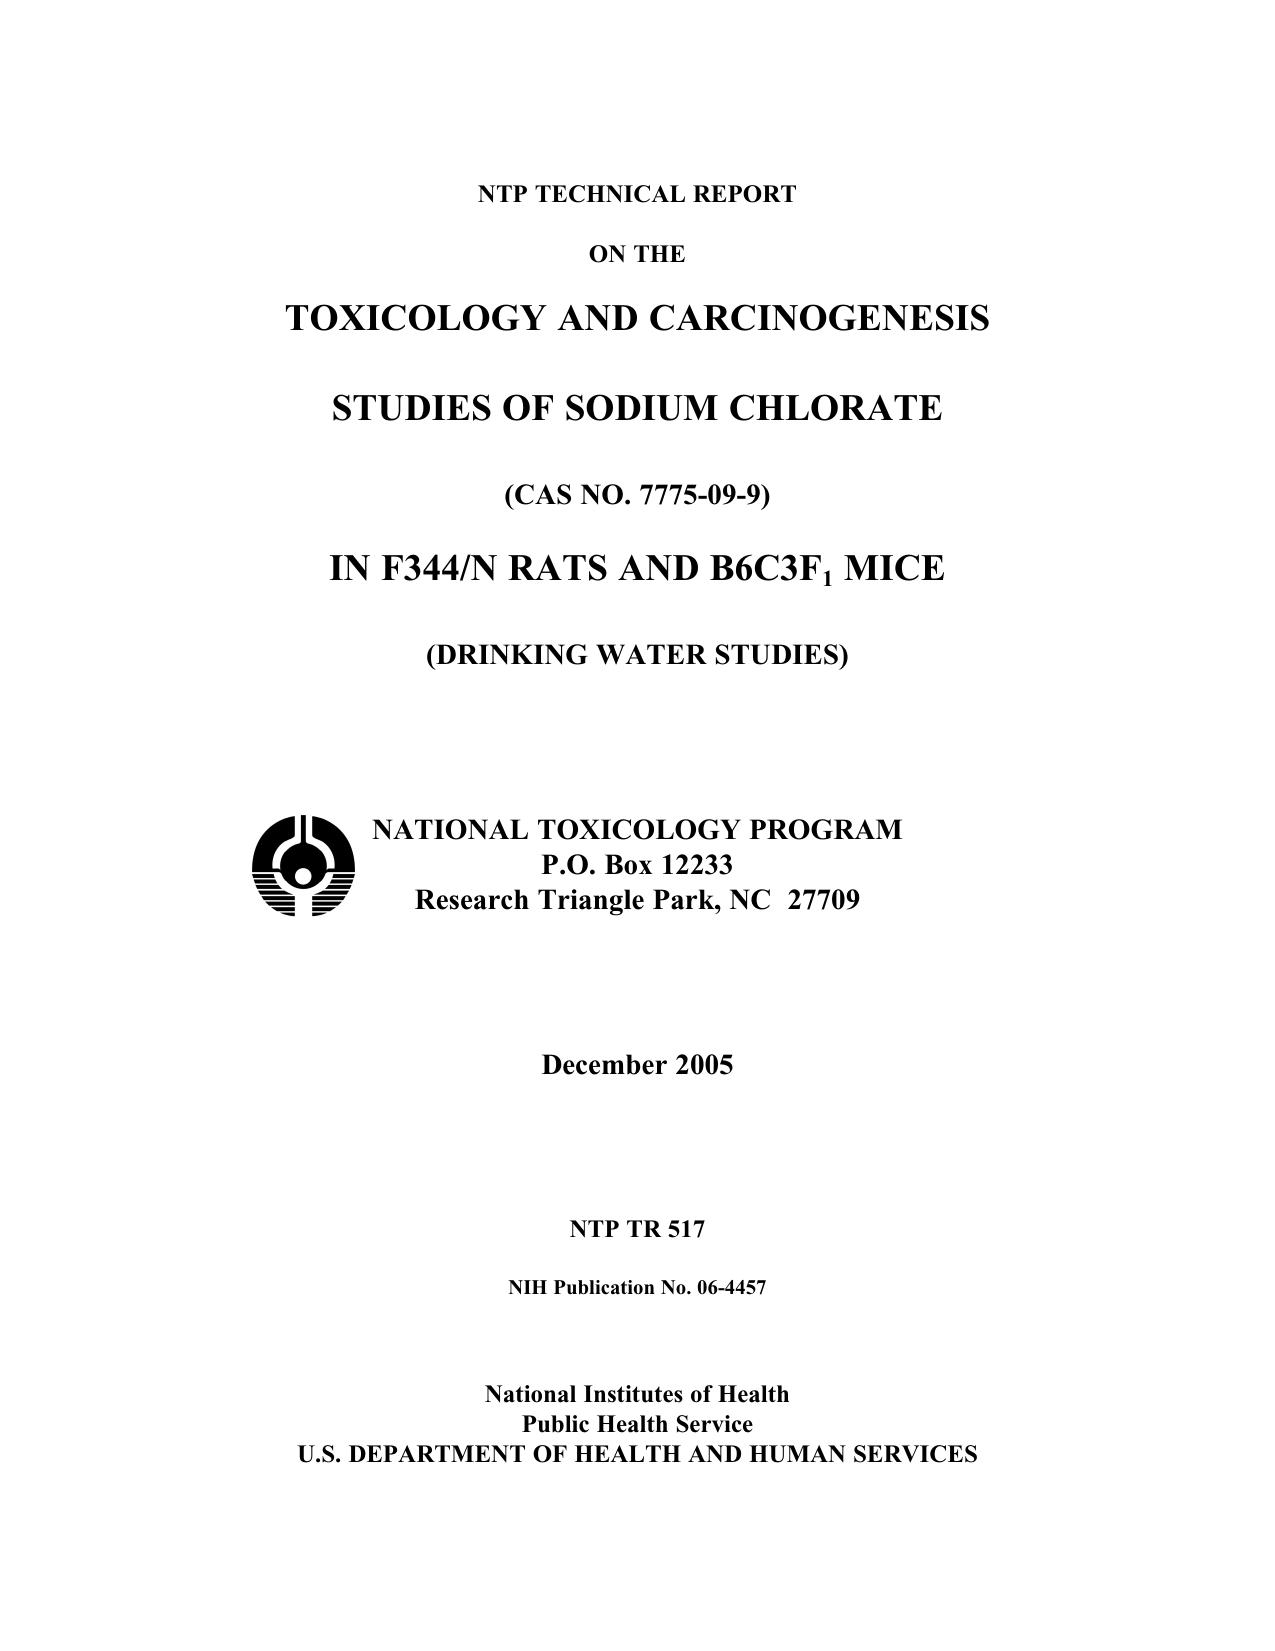 NTP TECHNICAL REPORT
ON THE
TOXICOLOGY AND CARCINOGENESIS
STUDIES OF SODIUM CHLORATE
(CAS NO. 7775-09-9)
IN F344/N RATS AND B6C3F₁ MICE
(DRINKING WATER STUDIES)
NATIONAL TOXICOLOGY PROGRAM
P.O. Box 12233
Research Triangle Park, NC 27709
December 2005
NTP TR 517
NIH Publication No. 06-4457
National Institutes of Health
Public Health Service
U.S. DEPARTMENT OF HEALTH AND HUMAN SERVICES